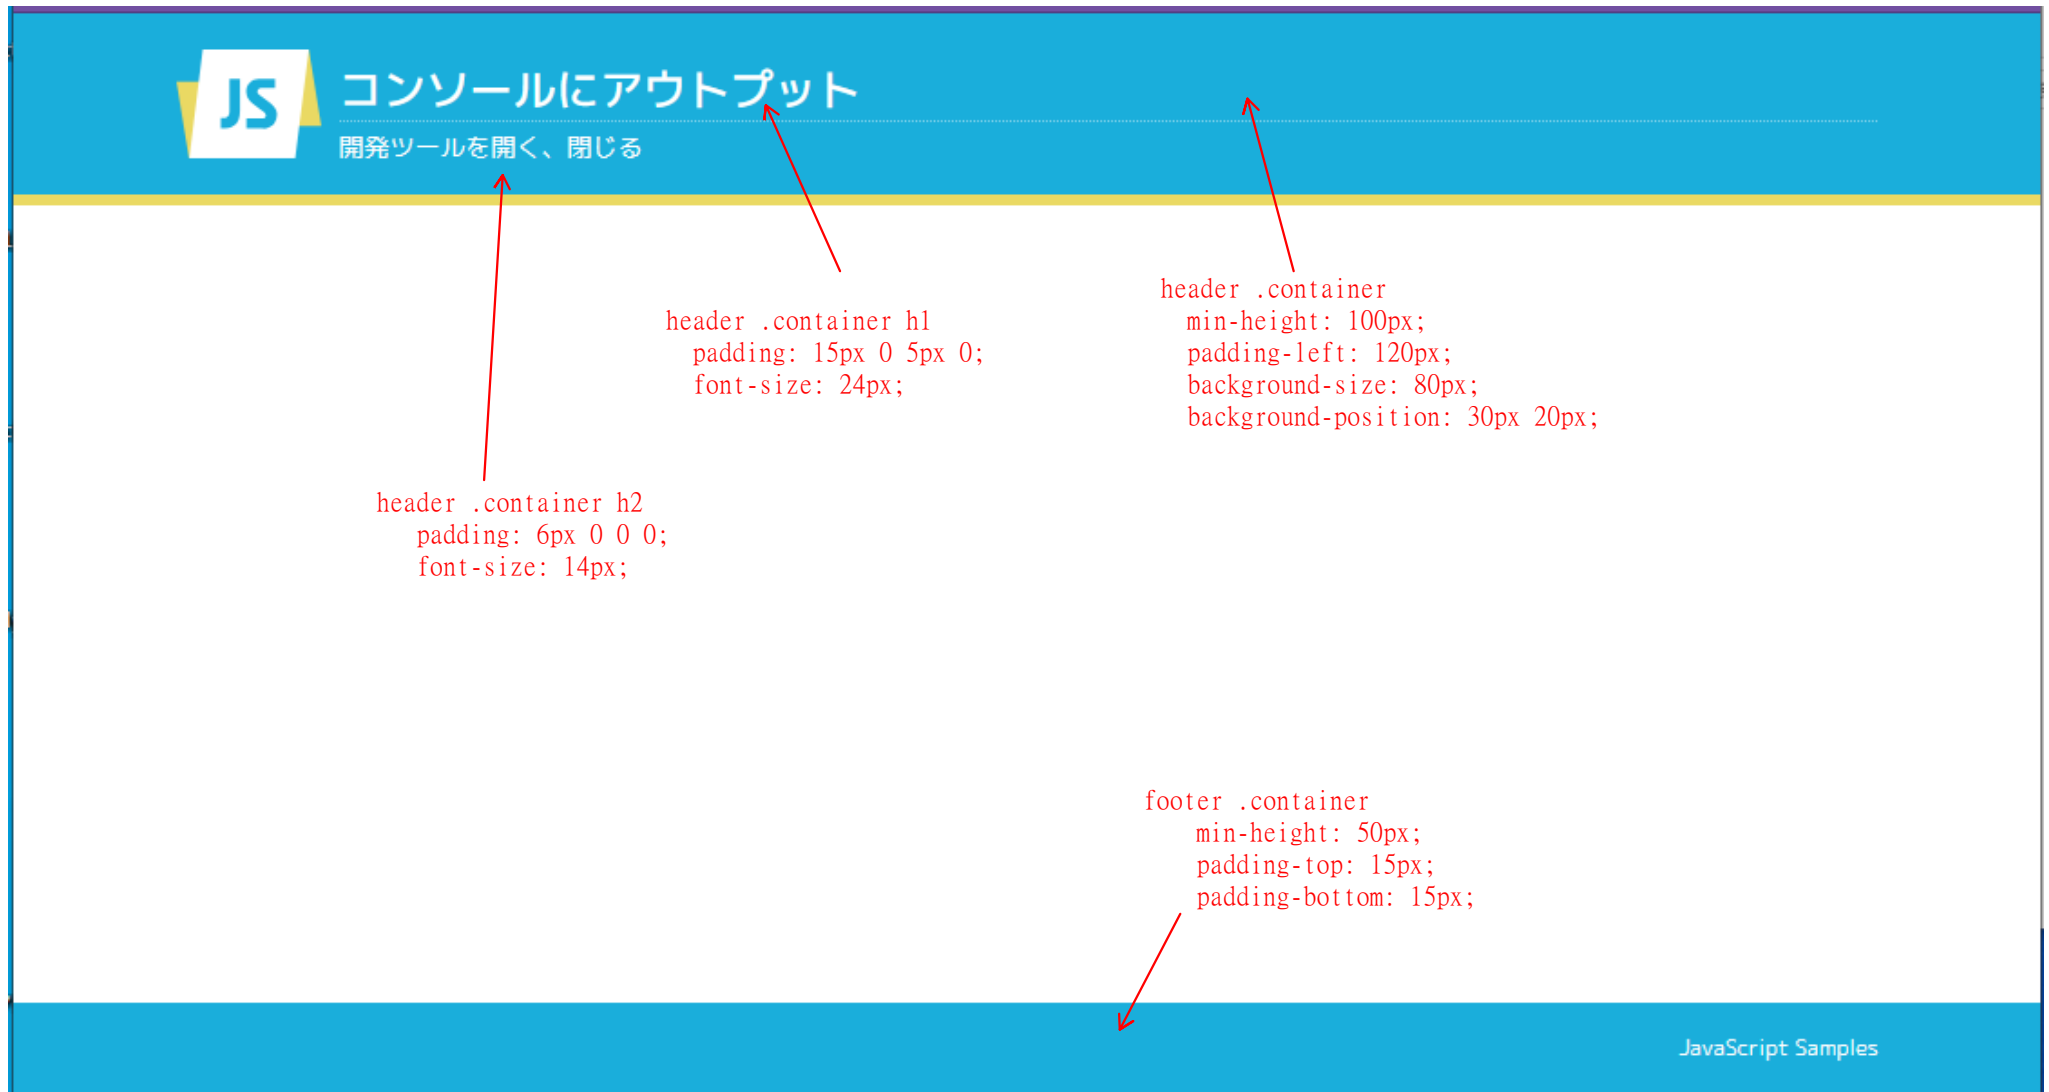 JS
コンソールにアウトプット
開発ツールを開く、閉じる
header .container
min-height: 100px;
padding-left: 120px;
background-size: 80px;
background-position: 30px 20px;
header .container h1
padding: 15px 0 5px 0;
font-size: 24px;
header .container h2
padding: 6px 0 0 0;
font-size: 14px;
footer .container
min-height: 50px;
padding-top: 15px;
padding-bottom: 15px;
JavaScript Samples